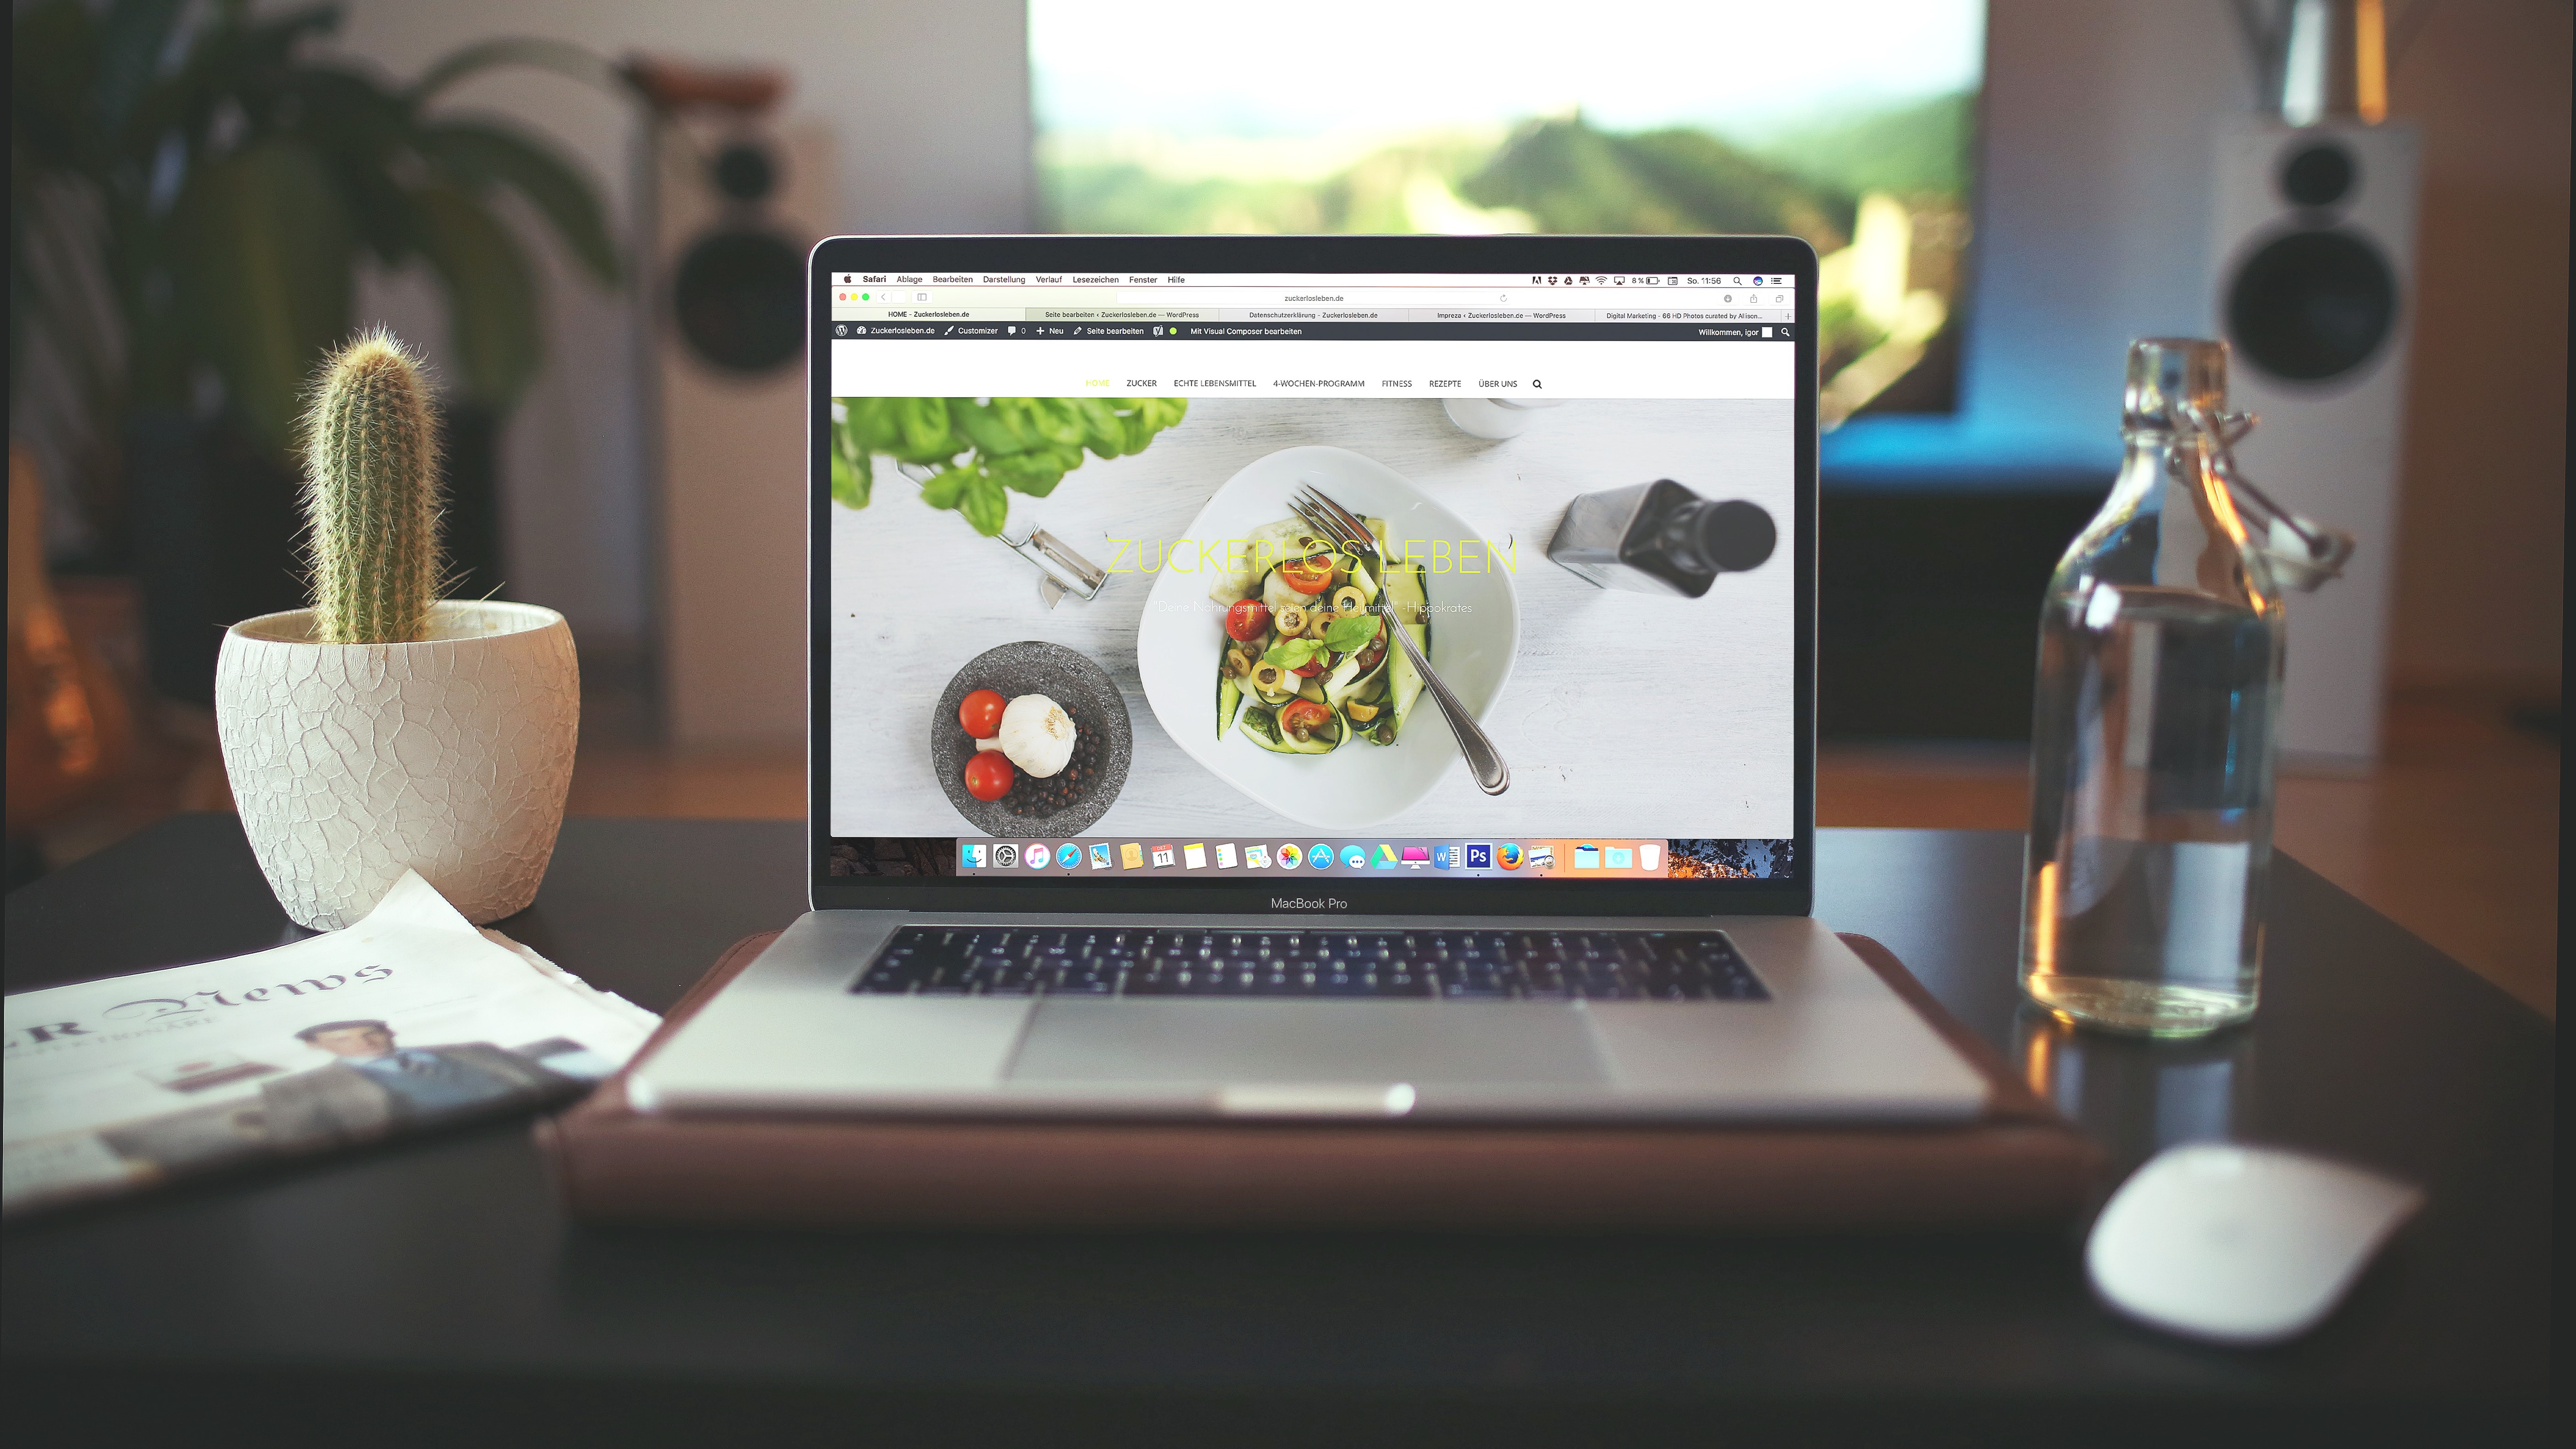 Safari Ablage Bearbeiten Darstellung Verlauf Lesezeichen Fenster Hilfe 8 % So. 11:56
zuckerlosleben.de
HOME - Zuckerlosleben.de Seite bearbeiten ‹ Zuckerlosleben.de — WordPress Datenschutzerklärung - Zuckerlosleben.de Impreza ‹ Zuckerlosleben.de — WordPress Digital Marketing - 66 HD Photos curated by Allison...
Zuckerlosleben.de Customizer 0 Neu Seite bearbeiten Mit Visual Composer bearbeiten Willkommen, igor
HOME ZUCKER ECHTE LEBENSMITTEL 4-WOCHEN-PROGRAMM FITNESS REZEPTE ÜBER UNS
ZUCKERLOS LEBEN
"Deine Nahrungsmittel seien deine Heilmittel" -Hippokrates
11
W
Ps
MacBook Pro
News